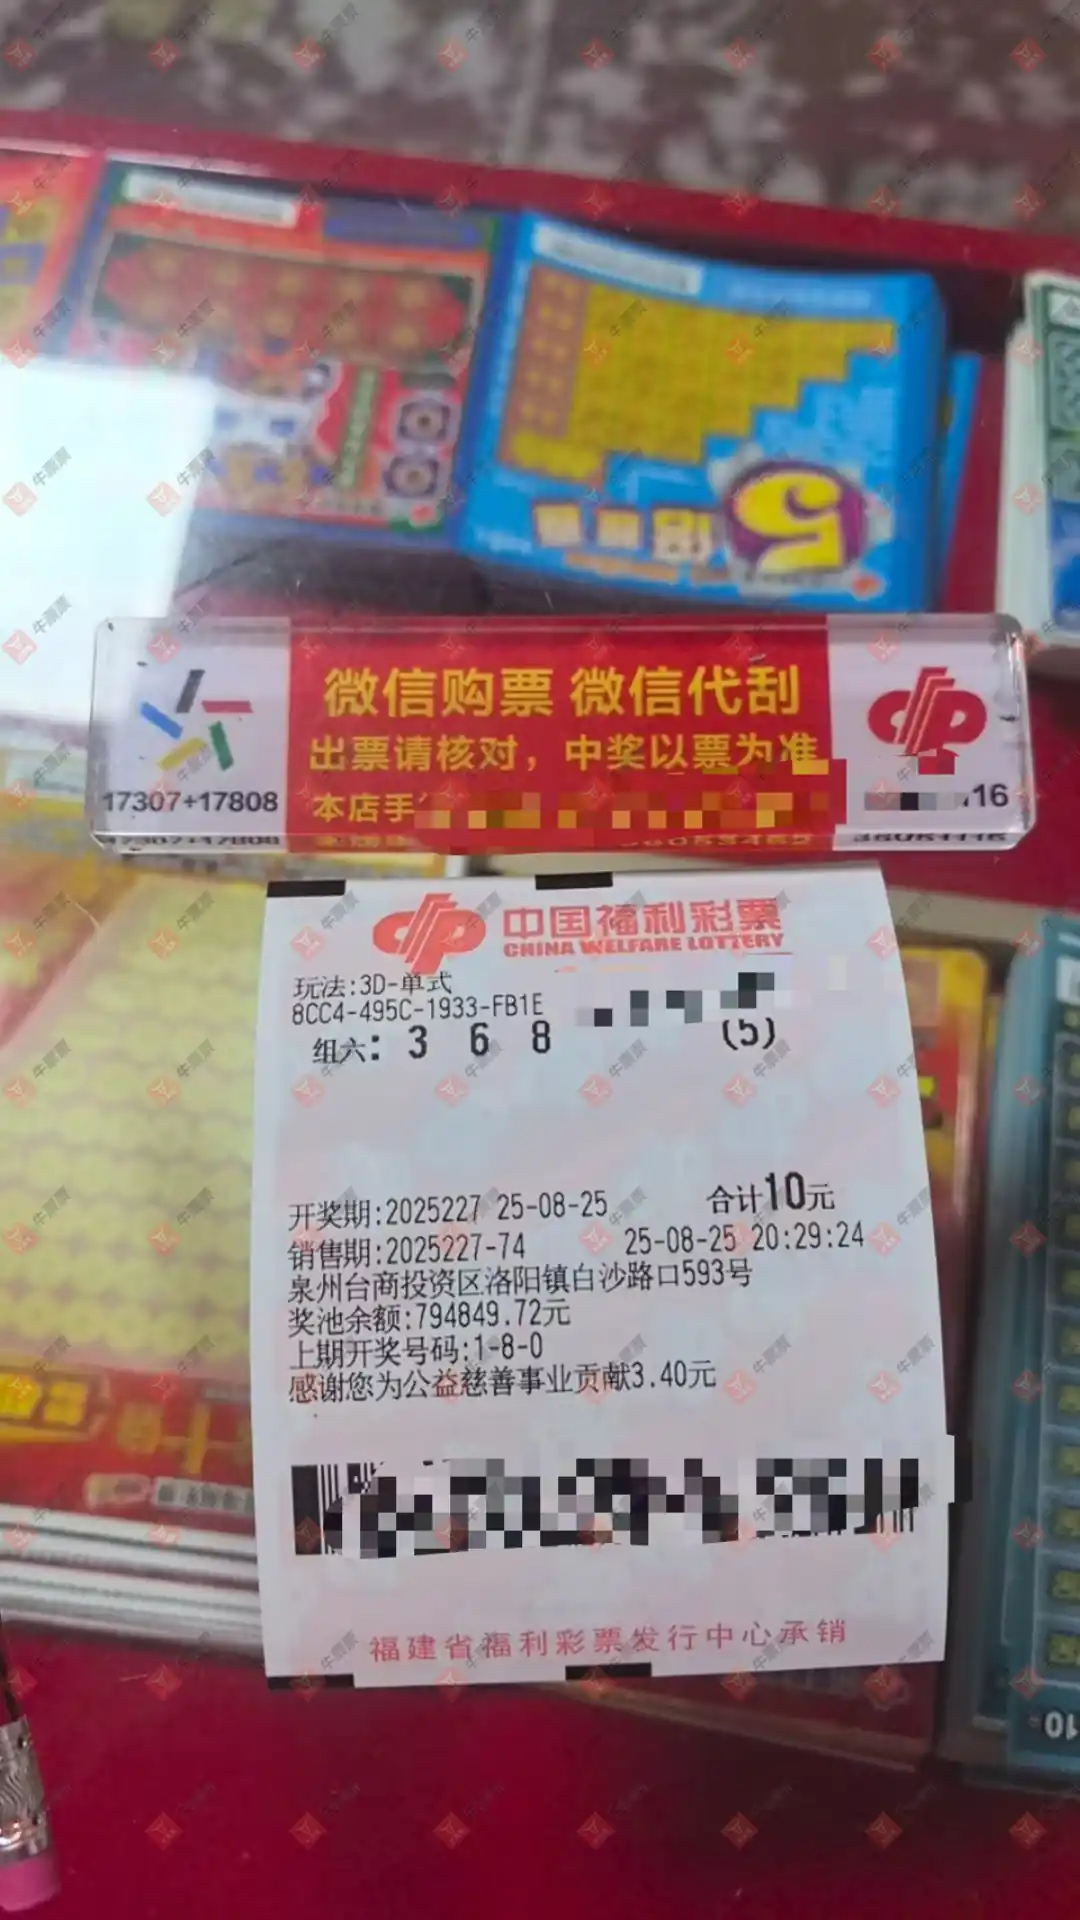 5
微信购票 微信代刮
出票请核对，中奖以票为准
17307+17808
本店手
16
中国福利彩票
CHINA WELFARE LOTTERY
玩法:3D-单式
8CC4-495C-1933-FB1E
组六: 3 6 8 (5)
开奖期:2025227 25-08-25 合计10元
销售期:2025227-74 25-08-25 20:29:24
泉州台商投资区洛阳镇白沙路口593号
奖池余额:794849.72元
上期开奖号码:1-8-0
感谢您为公益慈善事业贡献3.40元
福建省福利彩票发行中心承销
10
牛票票